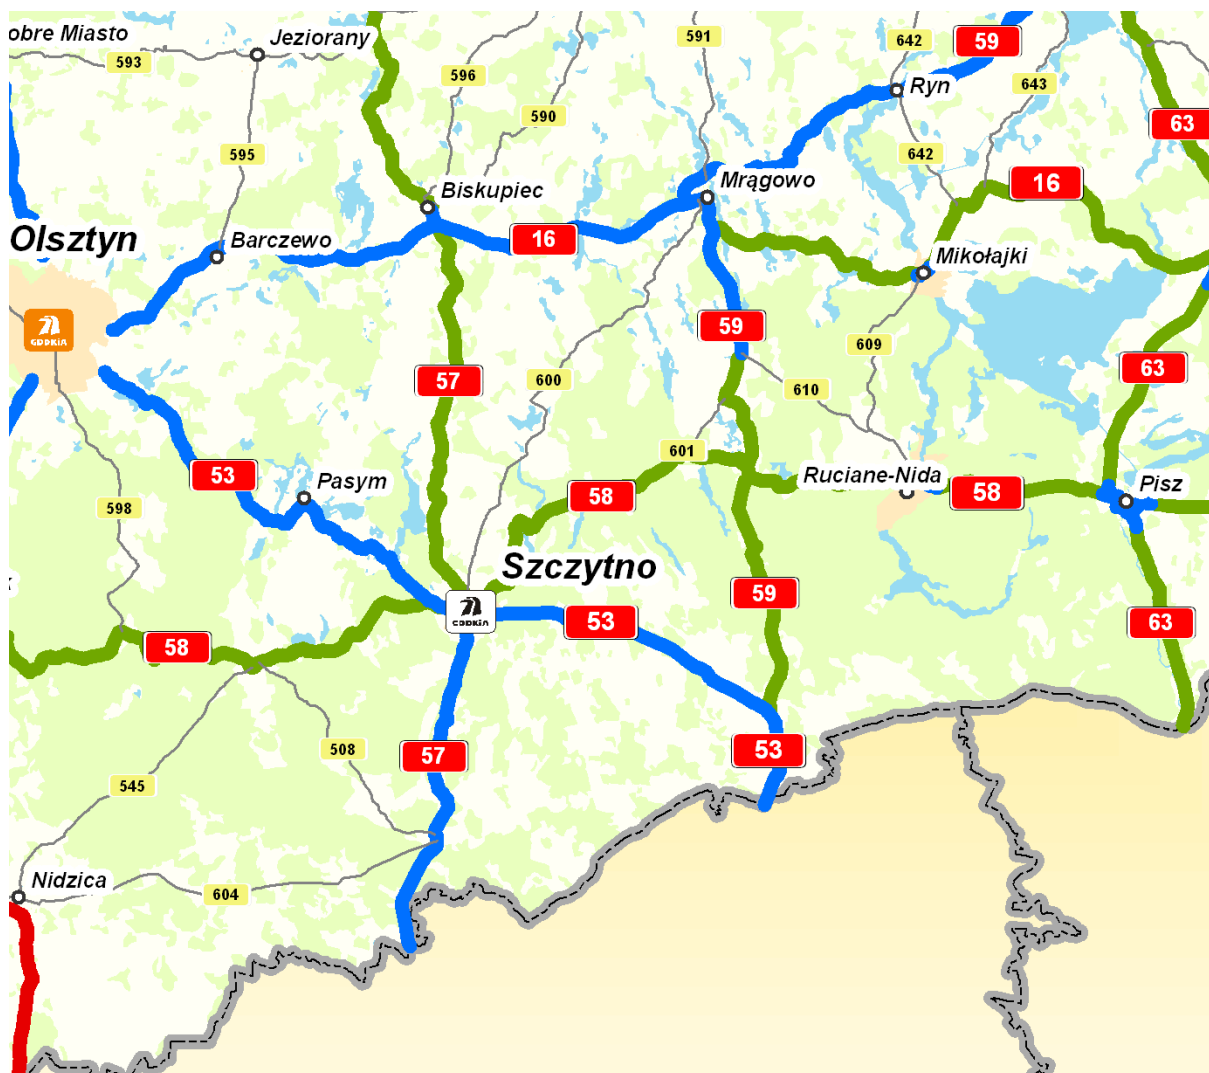 obre Miasto
Jeziorany
593
596
591
642
59
Ryn
643
590
63
595
642
Biskupiec
Mrągowo
16
Olsztyn
Barczewo
16
Mikołajki
GDDKiA
59
609
63
57
600
610
601
53
Pasym
58
Ruciane-Nida
58
Pisz
598
Szczytno
59
GDDKiA
53
63
58
57
508
53
545
Nidzica
604